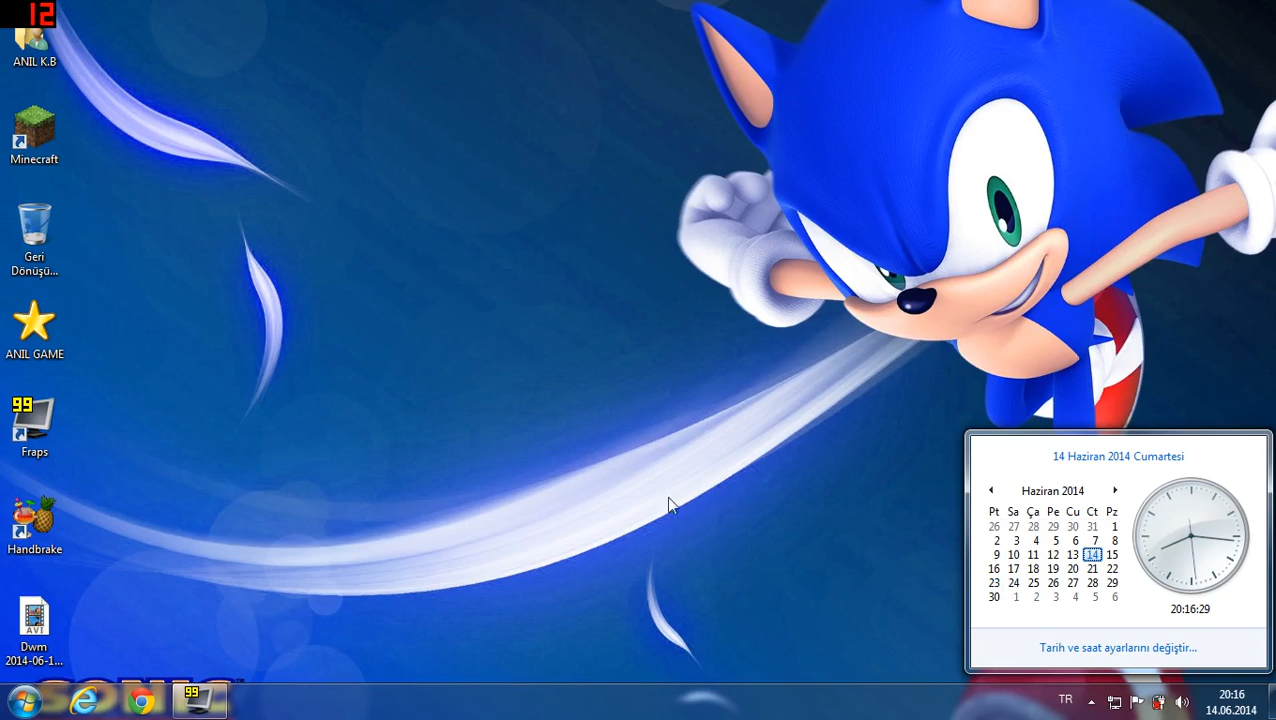 12
ANIL K.B
Minecraft
Geri
Dönüşü...
ANIL GAME
99
Fraps
Handbrake
AVI
Dwm
2014-06-1...
14 Haziran 2014 Cumartesi
Haziran 2014
Pt Sa Ça Pe Cu Ct Pz
26 27 28 29 30 31 1
2 3 4 5 6 7 8
9 10 11 12 13 14 15
16 17 18 19 20 21 22
23 24 25 26 27 28 29
30 1 2 3 4 5 6
20:16:29
Tarih ve saat ayarlarını değiştir...
99
TR
20:16
14.06.2014